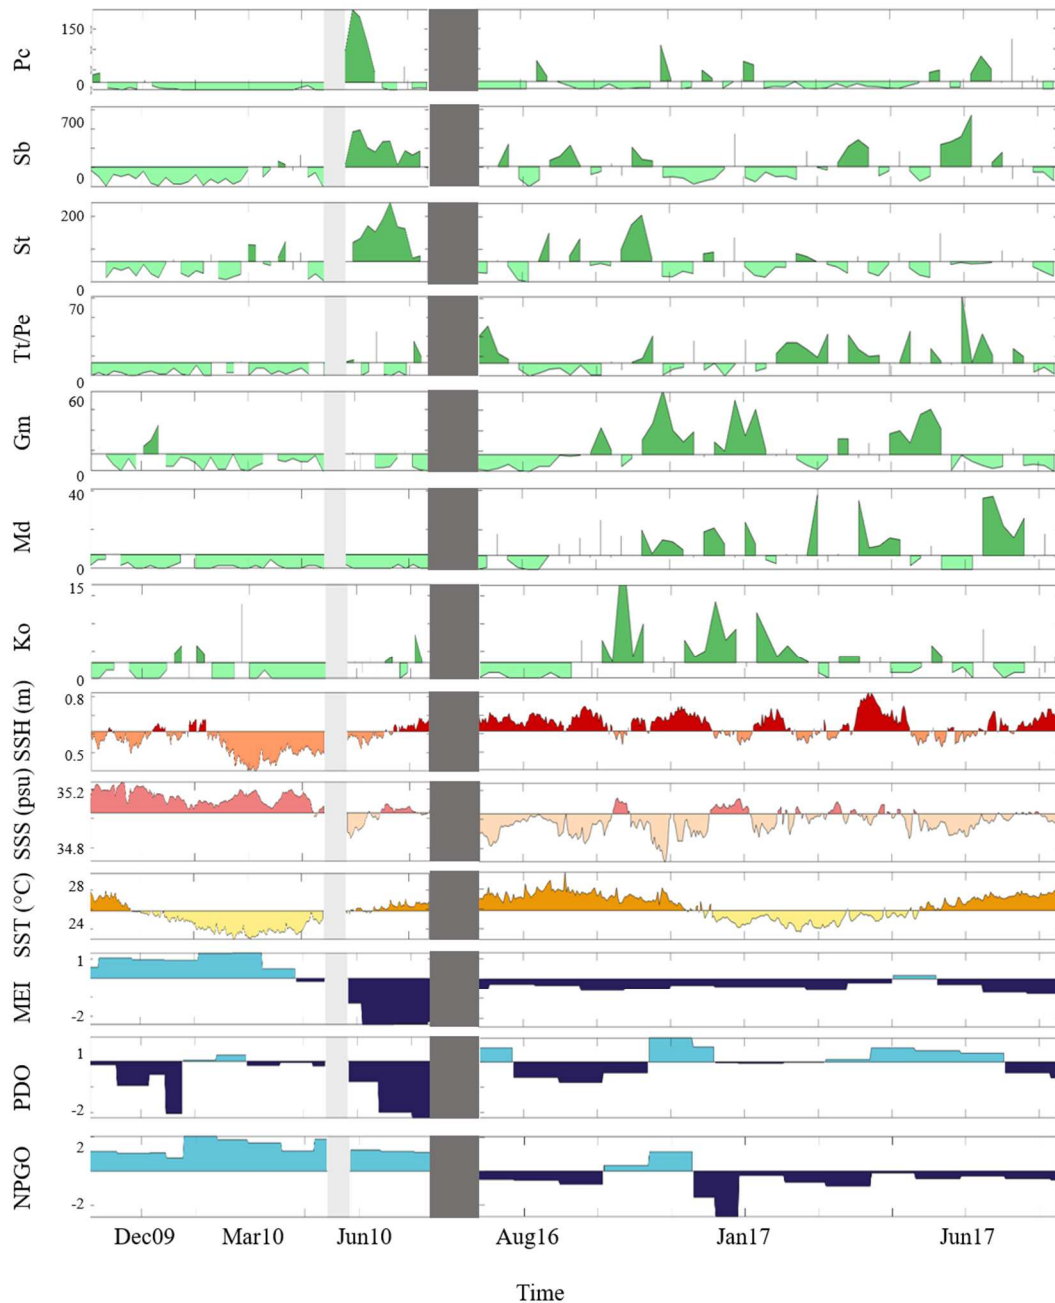 Pc
150
0
Sb
700
0
St
200
0
Tt/Pe
70
0
Gm
60
0
Md
40
0
Ko
15
0
SSH (m)
0.8
0.5
SSS (psu)
35.2
34.8
SST (°C)
28
24
MEI
1
-2
PDO
1
-2
NPGO
2
-2
Dec09 Mar10 Jun10 Aug16 Jan17 Jun17
Time